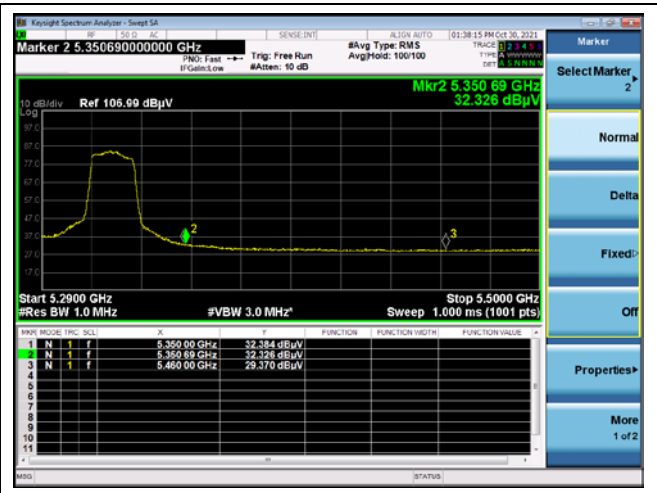 Keysight Spectrum Analyzer - Swept SA
RF 50 Ω AC SENSE:INT ALIGN AUTO 01:38:15 PM Oct 30, 2021
Marker 2 5.350690000000 GHz
PNO: Fast
IFGain:Low
Trig: Free Run
#Atten: 10 dB
#Avg Type: RMS
Avg|Hold: 100/100
TRACE 1 2 3 4 5
TYPE A
DET A S N N N N
Marker
Select Marker
2
Normal
Delta
Fixed
Off
Properties
More
1 of 2
Mkr2 5.350 69 GHz
32.326 dBµV
10 dB/div Ref 106.99 dBµV
Log
97.0
87.0
77.0
67.0
57.0
47.0
37.0
27.0
17.0
2
3
Start 5.2900 GHz Stop 5.5000 GHz
#Res BW 1.0 MHz #VBW 3.0 MHz* Sweep 1.000 ms (1001 pts)
MKR MODE TRC SCL X Y FUNCTION FUNCTION WIDTH FUNCTION VALUE
1 N 1 f 5.350 00 GHz 32.384 dBµV
2 N 1 f 5.350 69 GHz 32.326 dBµV
3 N 1 f 5.460 00 GHz 29.370 dBµV
4
5
6
7
8
9
10
11
MSG STATUS